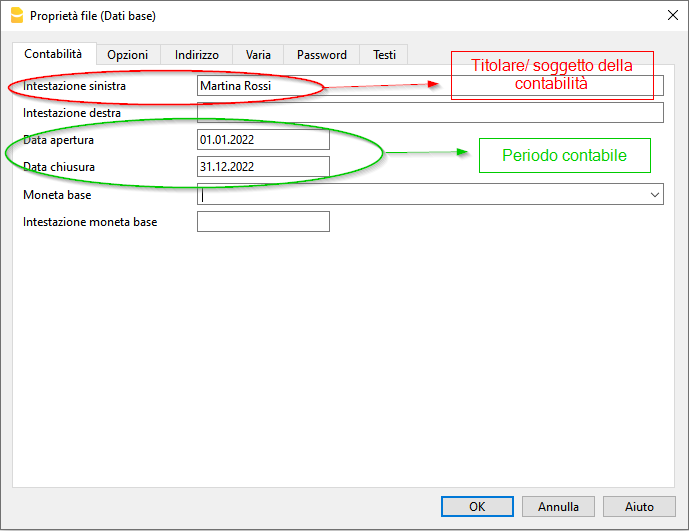 Proprietà file (Dati base)
Contabilità Opzioni Indirizzo Varia Password Testi
Intestazione sinistra Martina Rossi
Titolare/ soggetto della
contabilità
Intestazione destra
Data apertura 01.01.2022
Periodo contabile
Data chiusura 31.12.2022
Moneta base
Intestazione moneta base
OK Annulla Aiuto